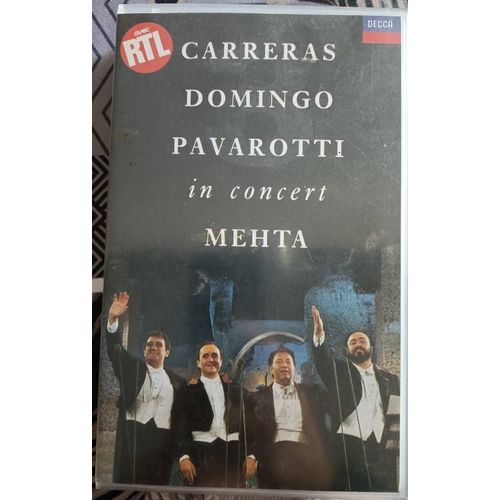 avec
RTL
DECCA
CARRERAS
DOMINGO
PAVAROTTI
in concert
MEHTA